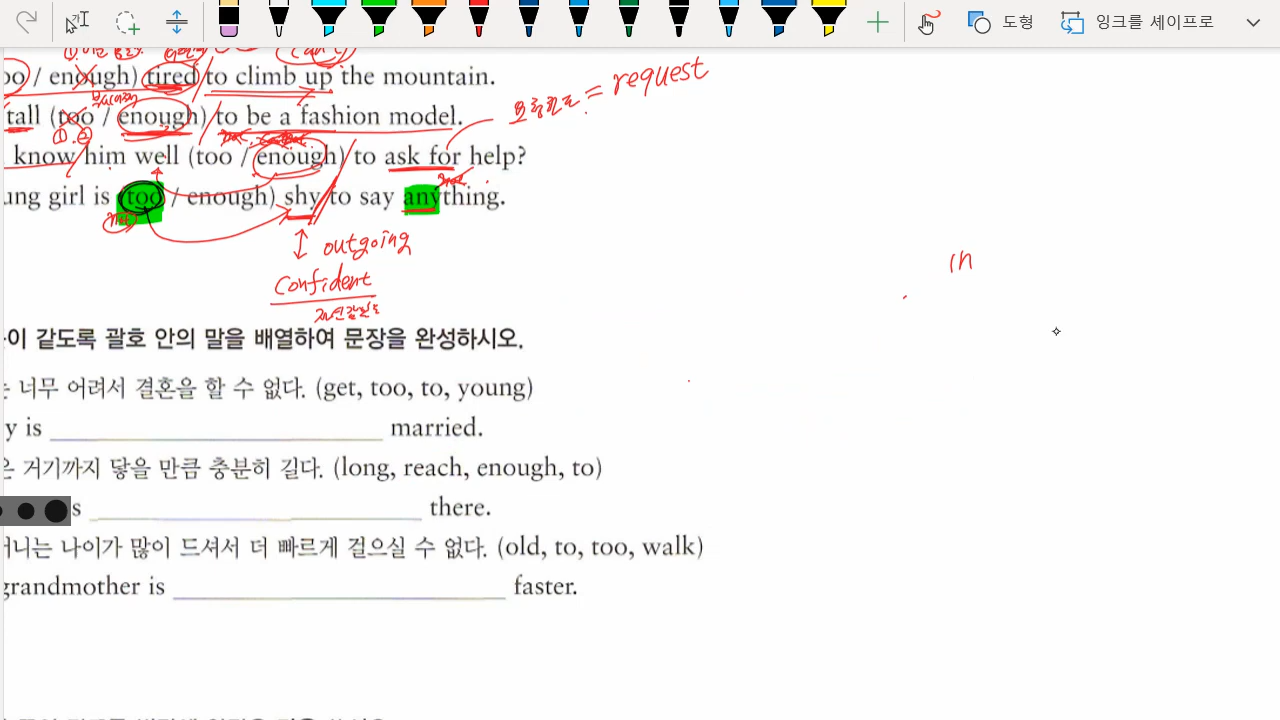 도형 잉크를 셰이프로
/ enough) tired to climb up the mountain.
tall (too / enough) to be a fashion model. = request
know him well (too / enough) to ask for help?
ung girl is (too / enough) shy to say anything.
outgoing
in
confident
이 같도록 괄호 안의 말을 배열하여 문장을 완성하시오.
너무 어려서 결혼을 할 수 없다. (get, too, to, young)
y is married.
거기까지 닿을 만큼 충분히 길다. (long, reach, enough, to)
s there.
머니는 나이가 많이 드셔서 더 빠르게 걸으실 수 없다. (old, to, too, walk)
grandmother is faster.